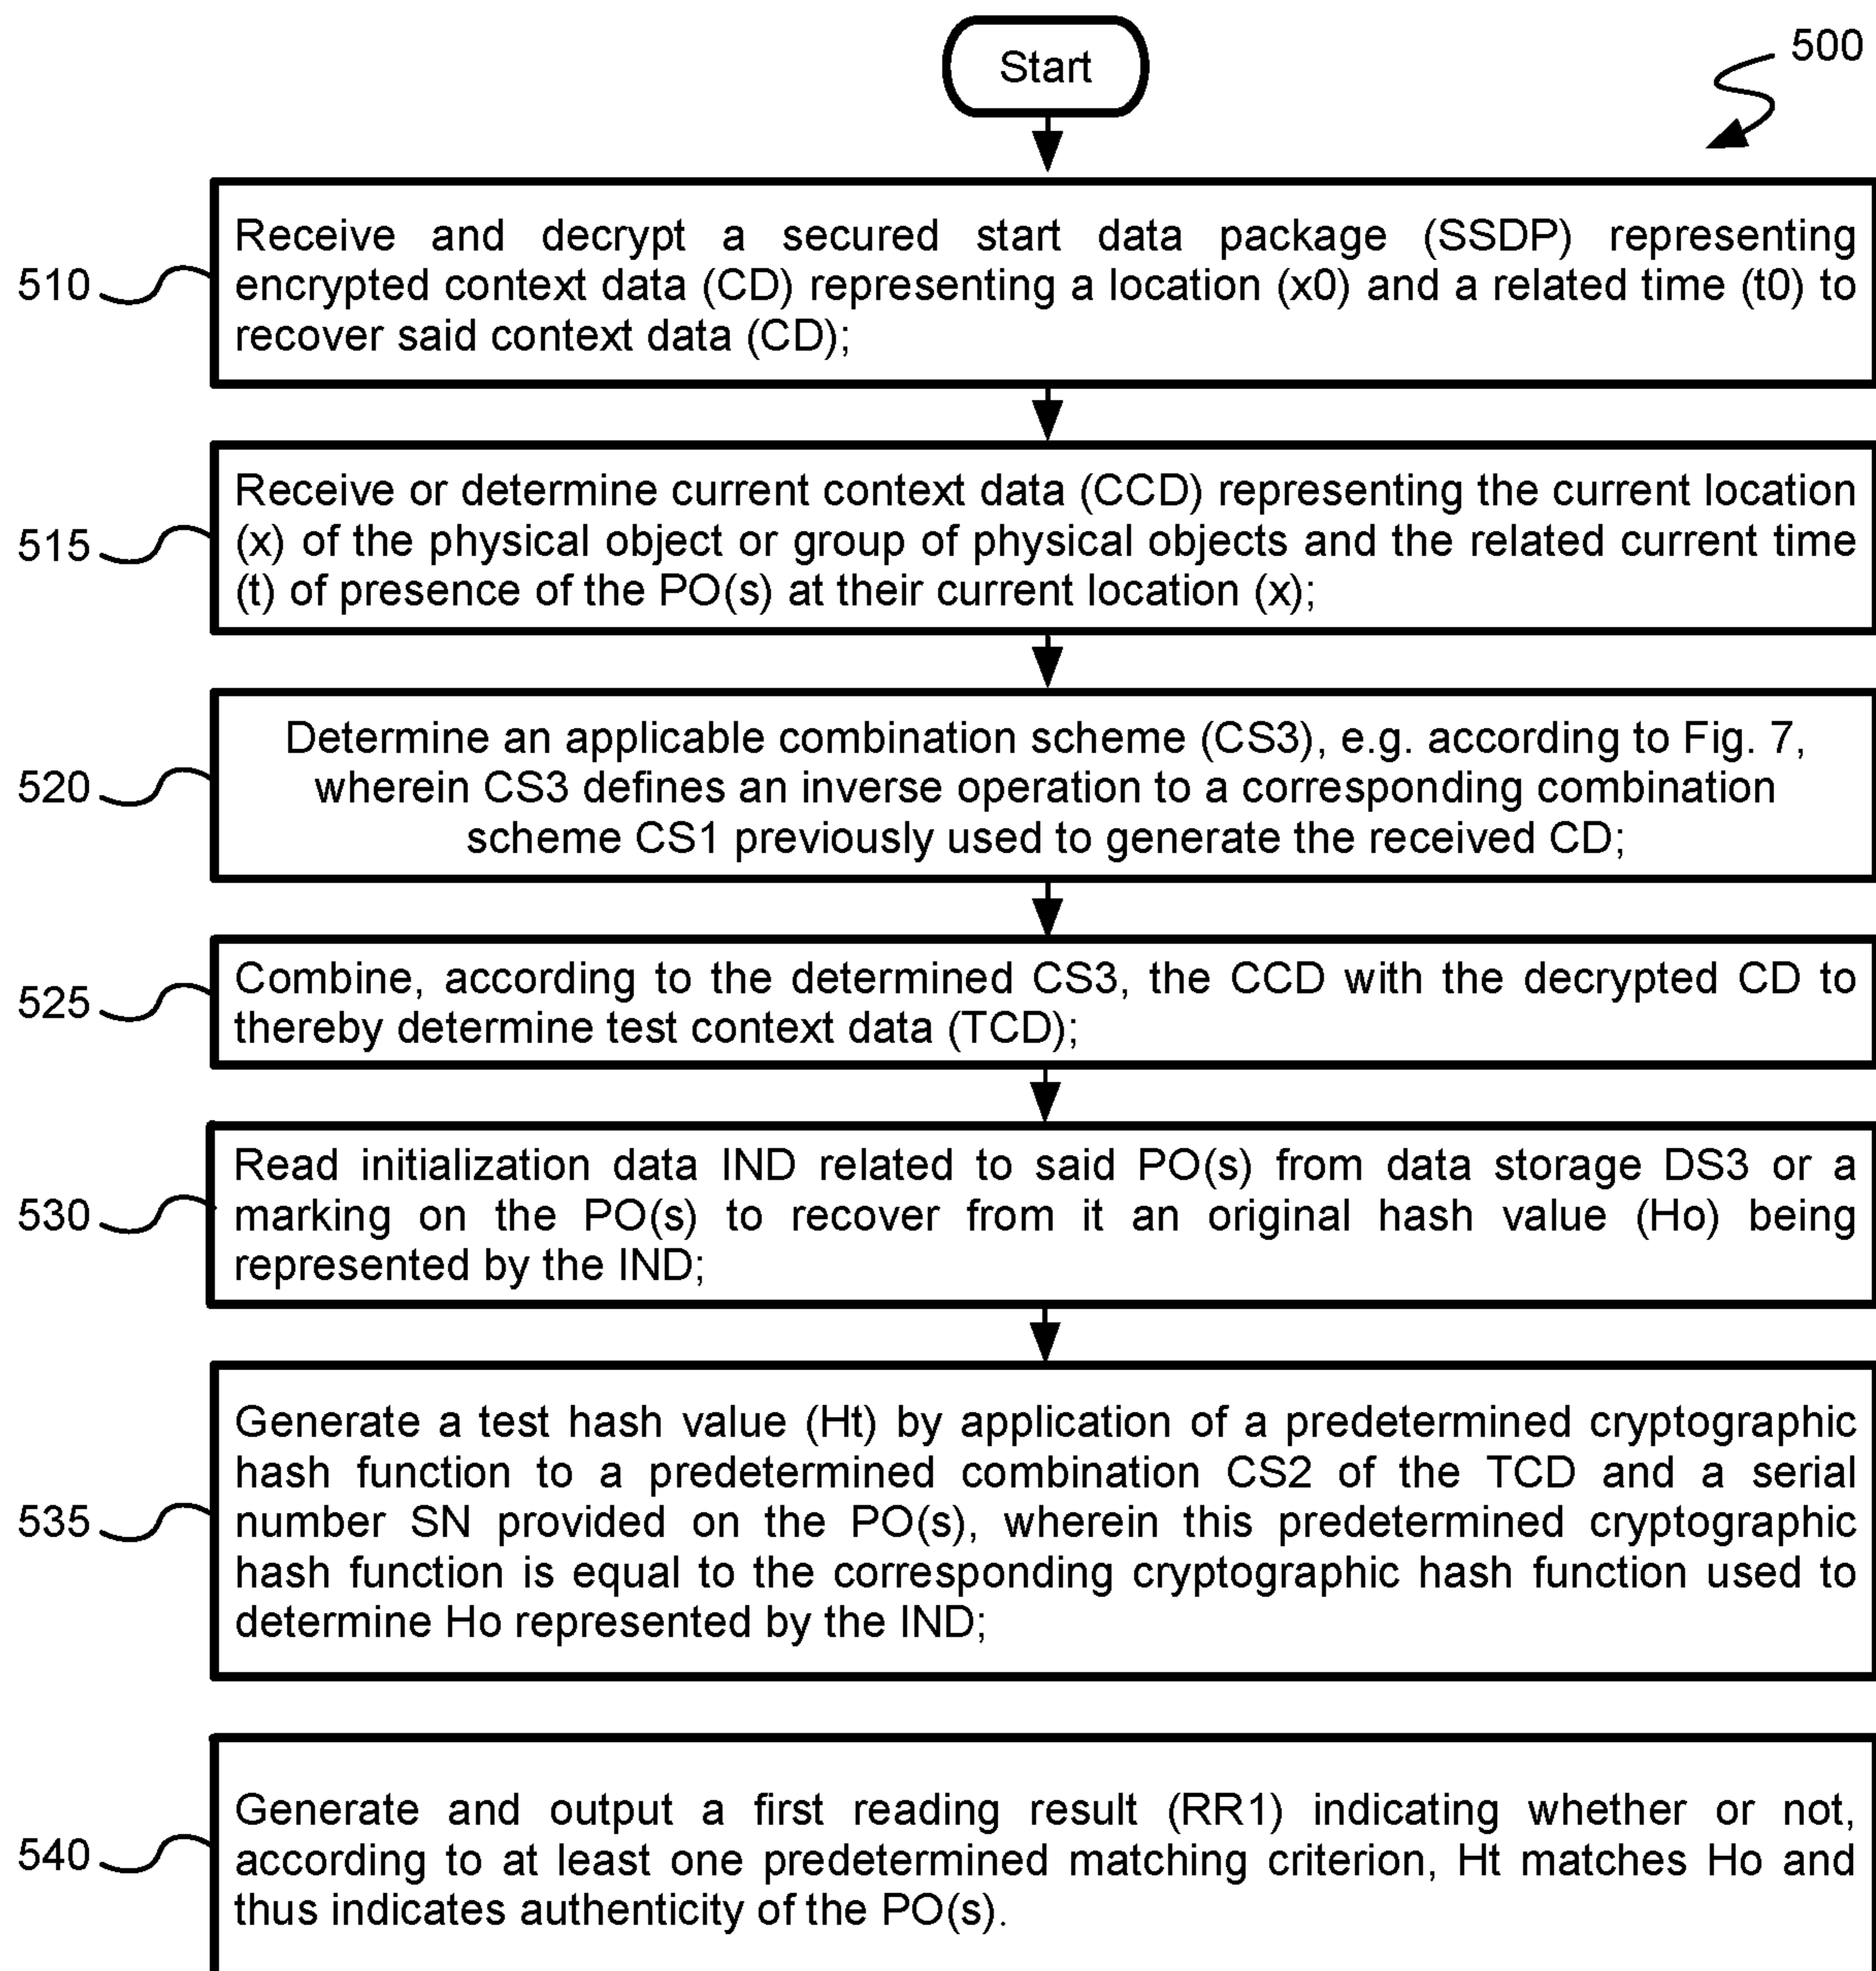 Start
500
510
Receive and decrypt a secured start data package (SSDP) representing
encrypted context data (CD) representing a location (x0) and a related time (t0) to
recover said context data (CD);
515
Receive or determine current context data (CCD) representing the current location
(x) of the physical object or group of physical objects and the related current time
(t) of presence of the PO(s) at their current location (x);
520
Determine an applicable combination scheme (CS3), e.g. according to Fig. 7,
wherein CS3 defines an inverse operation to a corresponding combination
scheme CS1 previously used to generate the received CD;
525
Combine, according to the determined CS3, the CCD with the decrypted CD to
thereby determine test context data (TCD);
530
Read initialization data IND related to said PO(s) from data storage DS3 or a
marking on the PO(s) to recover from it an original hash value (Ho) being
represented by the IND;
535
Generate a test hash value (Ht) by application of a predetermined cryptographic
hash function to a predetermined combination CS2 of the TCD and a serial
number SN provided on the PO(s), wherein this predetermined cryptographic
hash function is equal to the corresponding cryptographic hash function used to
determine Ho represented by the IND;
540
Generate and output a first reading result (RR1) indicating whether or not,
according to at least one predetermined matching criterion, Ht matches Ho and
thus indicates authenticity of the PO(s).